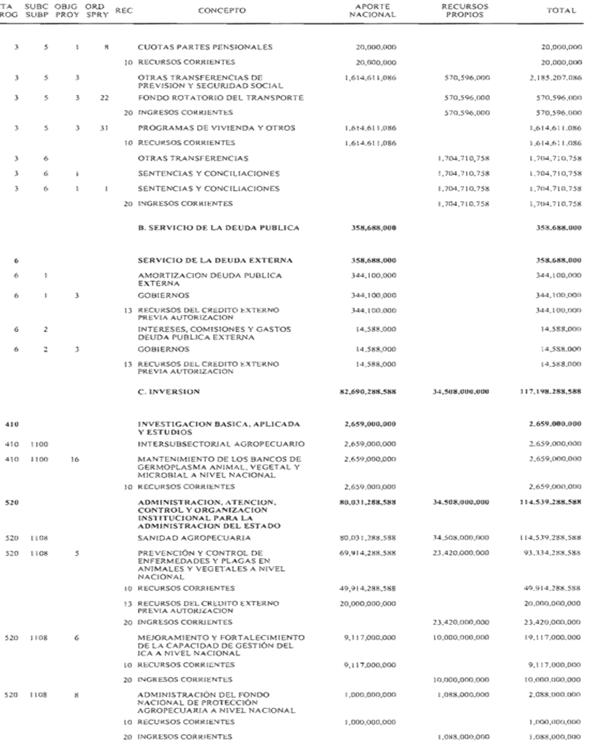 TA SUBC OBJG ORD REC CONCEPTO APORTE RECURSOS TOTAL
ROG SUBP PROY SPRY NACIONAL PROPIOS
3 5 1 8 CUOTAS PARTES PENSIONALES 20,000,000 20,000,000
10 RECURSOS CORRIENTES 20,000,000 20,000,000
3 5 3 OTRAS TRANSFERENCIAS DE 1,614,611,086 570,596,000 2,185,207,086
PREVISION Y SEGURIDAD SOCIAL
3 5 3 22 FONDO ROTATORIO DEL TRANSPORTE 570,596,000 570,596,000
20 INGRESOS CORRIENTES 570,596,000 570,596,000
3 5 3 31 PROGRAMAS DE VIVIENDA Y OTROS 1,614,611,086 1,614,611,086
10 RECURSOS CORRIENTES 1,614,611,086 1,614,611,086
3 6 OTRAS TRANSFERENCIAS 1,704,710,758 1,704,710,758
3 6 1 SENTENCIAS Y CONCILIACIONES 1,704,710,758 1,704,710,758
3 6 1 1 SENTENCIAS Y CONCILIACIONES 1,704,710,758 1,704,710,758
20 INGRESOS CORRIENTES 1,704,710,758 1,704,710,758
B. SERVICIO DE LA DEUDA PUBLICA 358,688,000 358,688,000
6 SERVICIO DE LA DEUDA EXTERNA 358,688,000 358,688,000
6 1 AMORTIZACION DEUDA PUBLICA 344,100,000 344,100,000
EXTERNA
6 1 3 GOBIERNOS 344,100,000 344,100,000
13 RECURSOS DEL CREDITO EXTERNO 344,100,000 344,100,000
PREVIA AUTORIZACION
6 2 INTERESES, COMISIONES Y GASTOS 14,588,000 14,588,000
DEUDA PUBLICA EXTERNA
6 2 3 GOBIERNOS 14,588,000 14,588,000
13 RECURSOS DEL CREDITO EXTERNO 14,588,000 14,588,000
PREVIA AUTORIZACION
C. INVERSION 82,690,288,588 34,508,000,000 117,198,288,588
410 INVESTIGACION BASICA, APLICADA 2,659,000,000 2,659,000,000
Y ESTUDIOS
410 1100 INTERSUBSECTORIAL AGROPECUARIO 2,659,000,000 2,659,000,000
410 1100 16 MANTENIMIENTO DE LOS BANCOS DE 2,659,000,000 2,659,000,000
GERMOPLASMA ANIMAL, VEGETAL Y
MICROBIAL A NIVEL NACIONAL
10 RECURSOS CORRIENTES 2,659,000,000 2,659,000,000
520 ADMINISTRACION, ATENCION, 80,031,288,588 34,508,000,000 114,539,288,588
CONTROL Y ORGANIZACION
INSTITUCIONAL PARA LA
ADMINISTRACION DEL ESTADO
520 1108 SANIDAD AGROPECUARIA 80,031,288,588 34,508,000,000 114,539,288,588
520 1108 5 PREVENCIÓN Y CONTROL DE 69,914,288,588 23,420,000,000 93,334,288,588
ENFERMEDADES Y PLAGAS EN
ANIMALES Y VEGETALES A NIVEL
NACIONAL
10 RECURSOS CORRIENTES 49,914,288,588 49,914,288,588
13 RECURSOS DEL CREDITO EXTERNO 20,000,000,000 20,000,000,000
PREVIA AUTORIZACION
20 INGRESOS CORRIENTES 23,420,000,000 23,420,000,000
520 1108 6 MEJORAMIENTO Y FORTALECIMIENTO 9,117,000,000 10,000,000,000 19,117,000,000
DE LA CAPACIDAD DE GESTIÓN DEL
ICA A NIVEL NACIONAL
10 RECURSOS CORRIENTES 9,117,000,000 9,117,000,000
20 INGRESOS CORRIENTES 10,000,000,000 10,000,000,000
520 1108 8 ADMINISTRACIÓN DEL FONDO 1,000,000,000 1,088,000,000 2,088,000,000
NACIONAL DE PROTECCIÓN
AGROPECUARIA A NIVEL NACIONAL
10 RECURSOS CORRIENTES 1,000,000,000 1,000,000,000
20 INGRESOS CORRIENTES 1,088,000,000 1,088,000,000